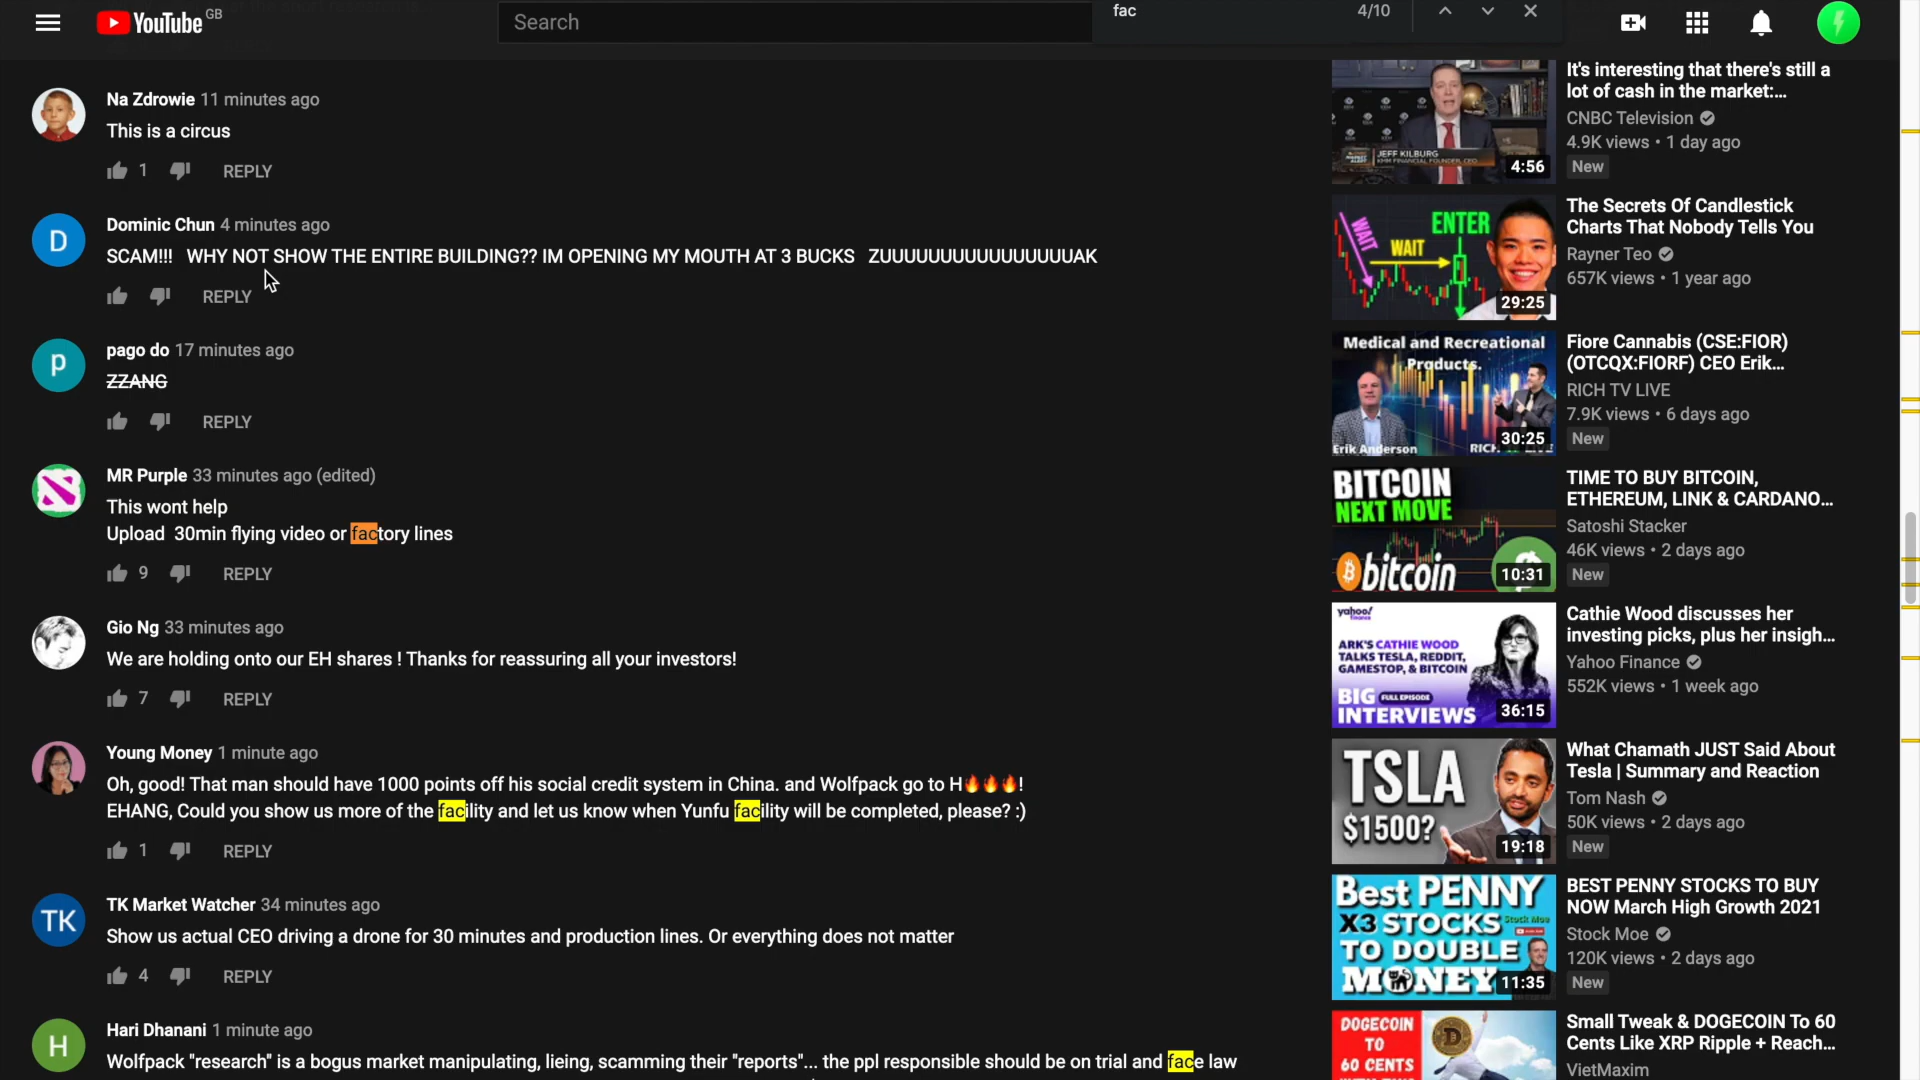 YouTube GB
Search
fac
4/10
Na Zdrowie 11 minutes ago
This is a circus
1 REPLY
D
Dominic Chun 4 minutes ago
SCAM!!! WHY NOT SHOW THE ENTIRE BUILDING?? IM OPENING MY MOUTH AT 3 BUCKS ZUUUUUUUUUUUUUUUUAK
REPLY
p
pago do 17 minutes ago
ZZANG
REPLY
MR Purple 33 minutes ago (edited)
This wont help
Upload 30min flying video or factory lines
9 REPLY
Gio Ng 33 minutes ago
We are holding onto our EH shares ! Thanks for reassuring all your investors!
7 REPLY
Young Money 1 minute ago
Oh, good! That man should have 1000 points off his social credit system in China. and Wolfpack go to H🔥🔥🔥!
EHANG, Could you show us more of the facility and let us know when Yunfu facility will be completed, please? :)
1 REPLY
TK
TK Market Watcher 34 minutes ago
Show us actual CEO driving a drone for 30 minutes and production lines. Or everything does not matter
4 REPLY
H
Hari Dhanani 1 minute ago
Wolfpack "research" is a bogus market manipulating, lieing, scamming their "reports"... the ppl responsible should be on trial and face law
JEFF KILBURG
KMM FINANCIAL FOUNDER, CEO
4:56
It's interesting that there's still a
lot of cash in the market:...
CNBC Television
4.9K views • 1 day ago
New
WAIT
WAIT
ENTER
29:25
The Secrets Of Candlestick
Charts That Nobody Tells You
Rayner Teo
657K views • 1 year ago
Medical and Recreational
Products.
Erik Anderson
30:25
Fiore Cannabis (CSE:FIOR)
(OTCQX:FIORF) CEO Erik...
RICH TV LIVE
7.9K views • 6 days ago
New
BITCOIN
NEXT MOVE
bitcoin
10:31
TIME TO BUY BITCOIN,
ETHEREUM, LINK & CARDANO...
Satoshi Stacker
46K views • 2 days ago
New
yahoo!
finance
ARK'S CATHIE WOOD
TALKS TESLA, REDDIT,
GAMESTOP, & BITCOIN
BIG FULL EPISODE
INTERVIEWS
36:15
Cathie Wood discusses her
investing picks, plus her insigh...
Yahoo Finance
552K views • 1 week ago
TSLA
$1500?
19:18
What Chamath JUST Said About
Tesla | Summary and Reaction
Tom Nash
50K views • 2 days ago
New
Best PENNY
X3 STOCKS Stock Moe
TO DOUBLE
MONEY
11:35
BEST PENNY STOCKS TO BUY
NOW March High Growth 2021
Stock Moe
120K views • 2 days ago
New
DOGECOIN
TO
60 CENTS
Small Tweak & DOGECOIN To 60
Cents Like XRP Ripple + Reach...
VietMaxim